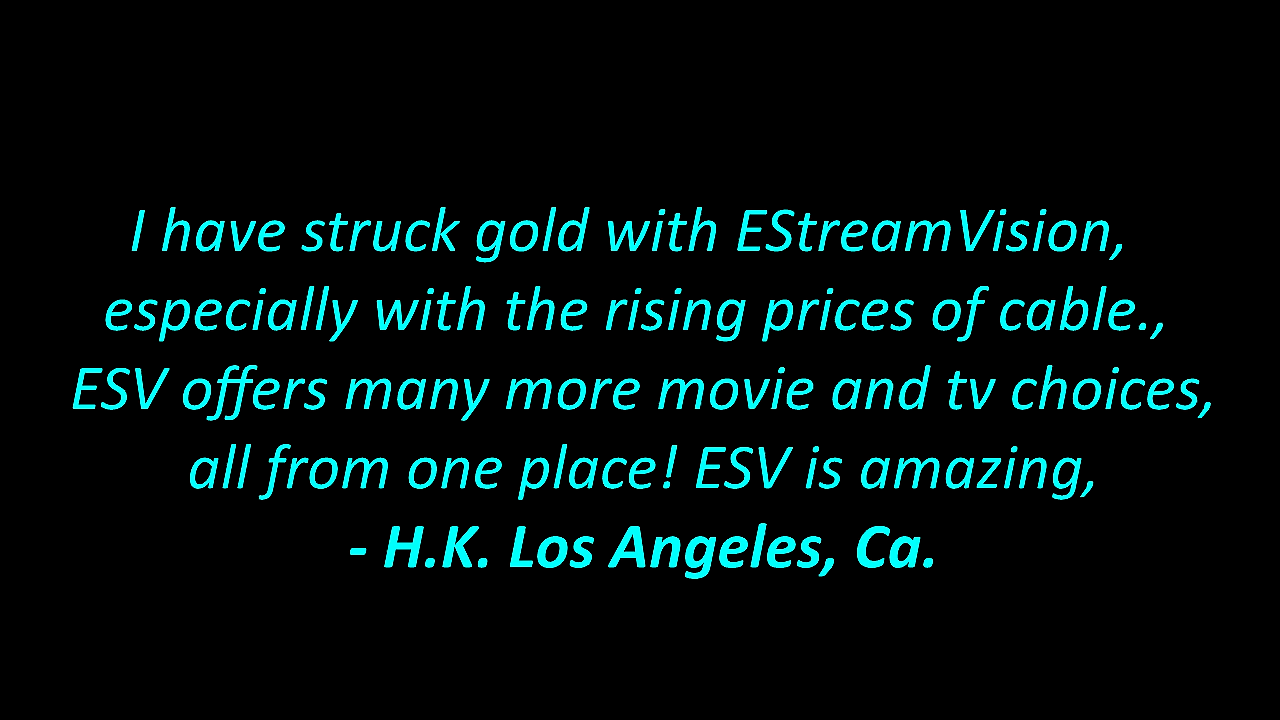 I have struck gold with EStreamVision,
especially with the rising prices of cable.,
ESV offers many more movie and tv choices,
all from one place! ESV is amazing,
- H.K. Los Angeles, Ca.